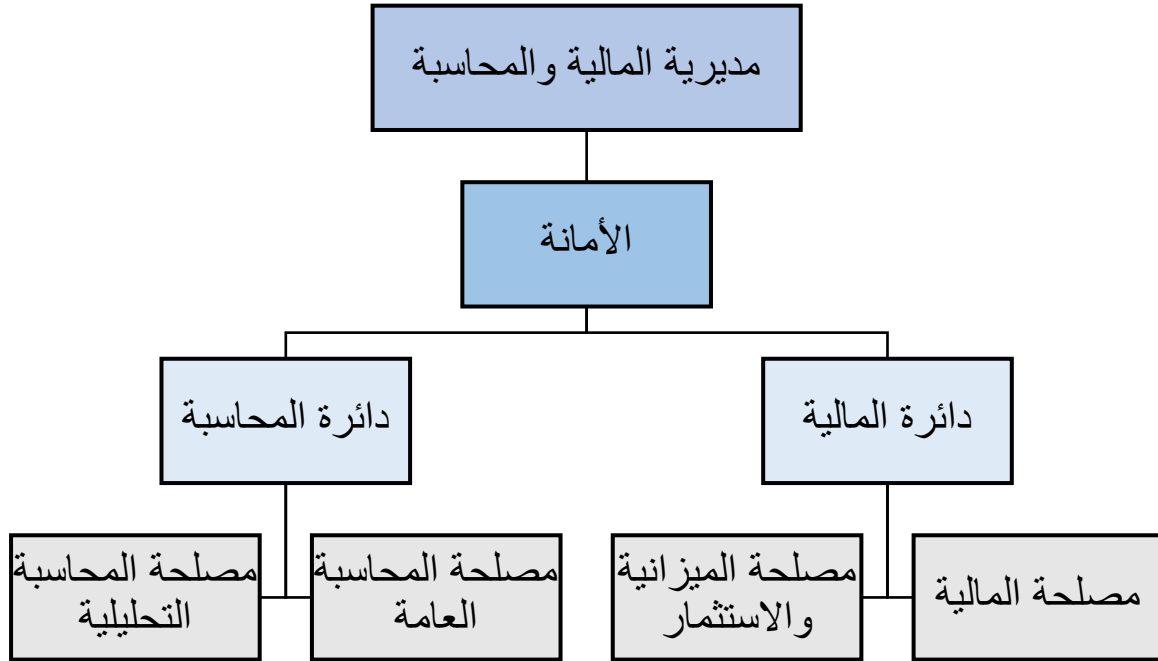 مديرية المالية والمحاسبة
الأمانة
دائرة المالية
دائرة المحاسبة
مصلحة المالية
مصلحة الميزانية
والاستثمار
مصلحة المحاسبة
العامة
مصلحة المحاسبة
التحليلية